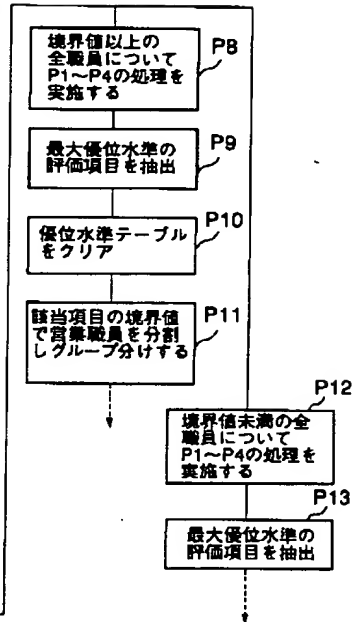 境界値以上の
全職員について
P1~P4の処理を
実施する
P8
最大優位水準の
評価項目を抽出
P9
優位水準テーブル
をクリア
P10
該当項目の境界値
で営業職員を分割
しグループ分けする
P11
境界値未満の全
職員について
P1~P4の処理を
実施する
P12
最大優位水準の
評価項目を抽出
P13